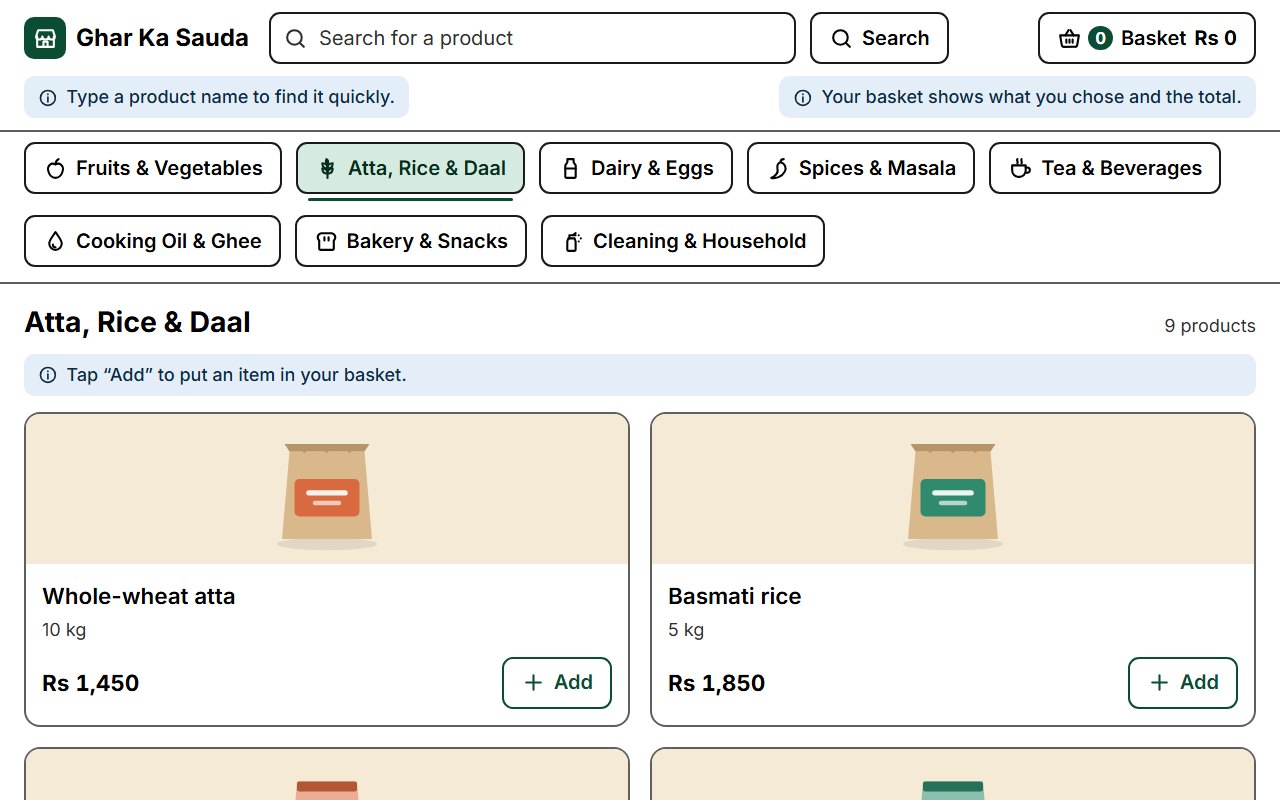 Ghar Ka Sauda
Search for a product
Search
0 Basket Rs 0
Type a product name to find it quickly.
Your basket shows what you chose and the total.
Fruits & Vegetables
Atta, Rice & Daal
Dairy & Eggs
Spices & Masala
Tea & Beverages
Cooking Oil & Ghee
Bakery & Snacks
Cleaning & Household
Atta, Rice & Daal
9 products
Tap “Add” to put an item in your basket.
Whole-wheat atta
10 kg
Rs 1,450
Add
Basmati rice
5 kg
Rs 1,850
Add